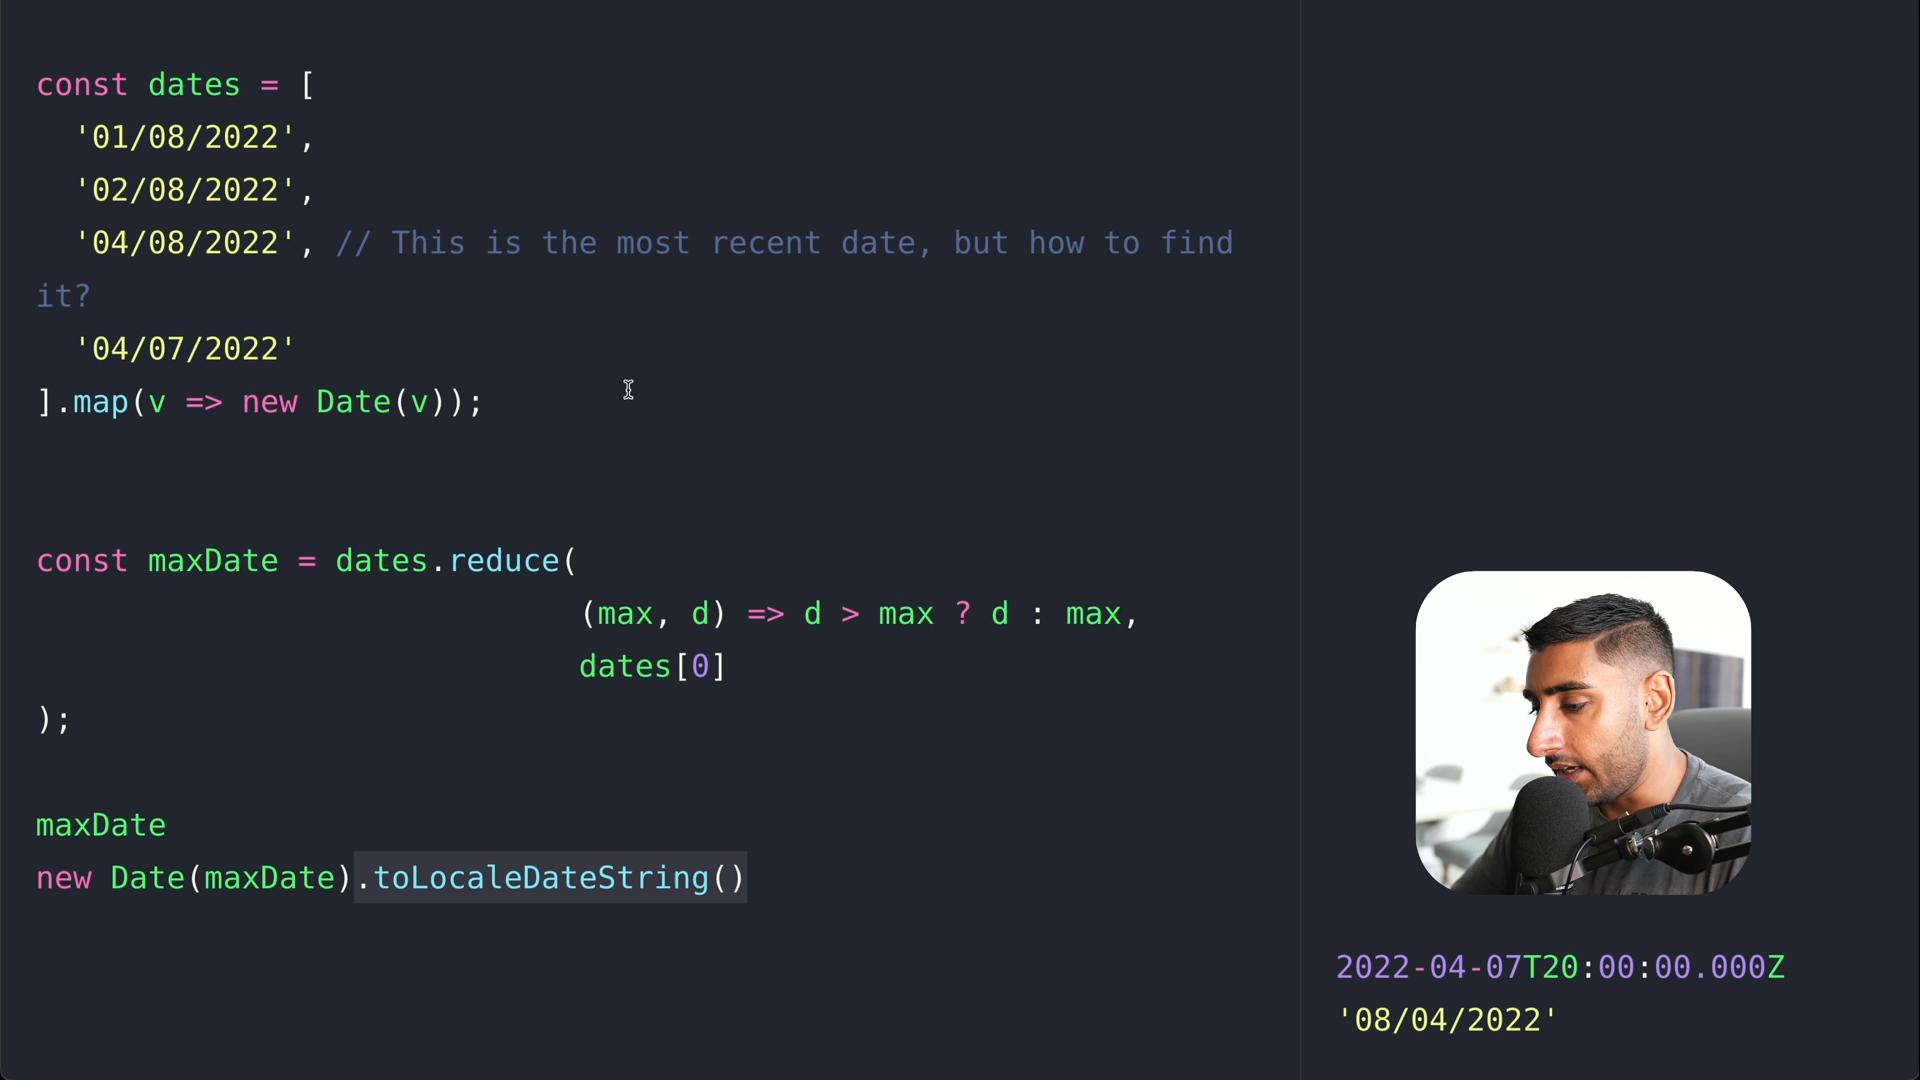 const dates = [
'01/08/2022',
'02/08/2022',
'04/08/2022', // This is the most recent date, but how to find
it?
'04/07/2022'
].map(v => new Date(v));
const maxDate = dates.reduce(
(max, d) => d > max ? d : max,
dates[0]
);
maxDate
new Date(maxDate).toLocaleDateString()
2022-04-07T20:00:00.000Z
'08/04/2022'